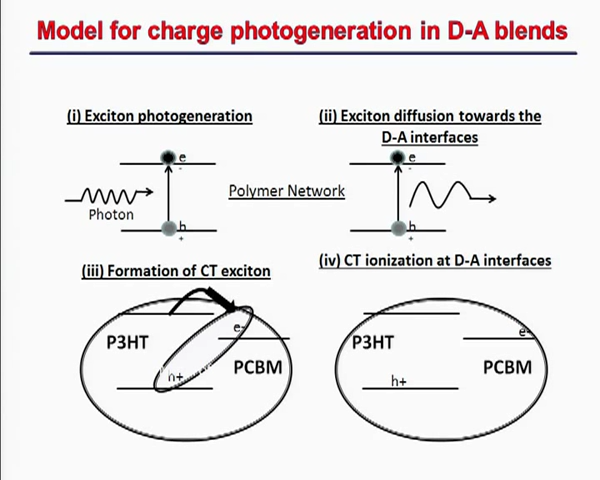 Model for charge photogeneration in D-A blends
(i) Exciton photogeneration
(ii) Exciton diffusion towards the
D-A interfaces
e
-
e
-
Polymer Network
Photon
h
+
h
+
(iii) Formation of CT exciton
(iv) CT ionization at D-A interfaces
e-
e-
P3HT
P3HT
PCBM
PCBM
h+
h+